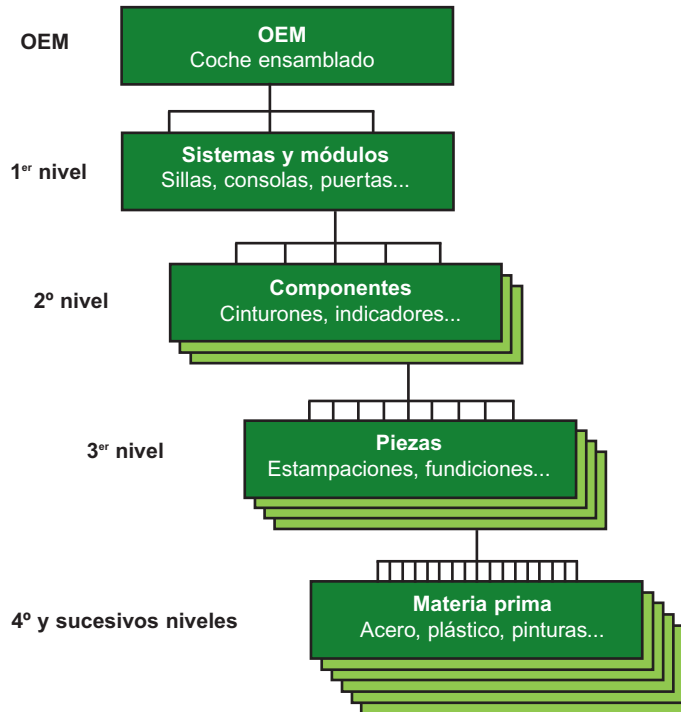 OEM
OEM
Coche ensamblado
1er nivel
Sistemas y módulos
Sillas, consolas, puertas...
2º nivel
Componentes
Cinturones, indicadores...
3er nivel
Piezas
Estampaciones, fundiciones...
4º y sucesivos niveles
Materia prima
Acero, plástico, pinturas...